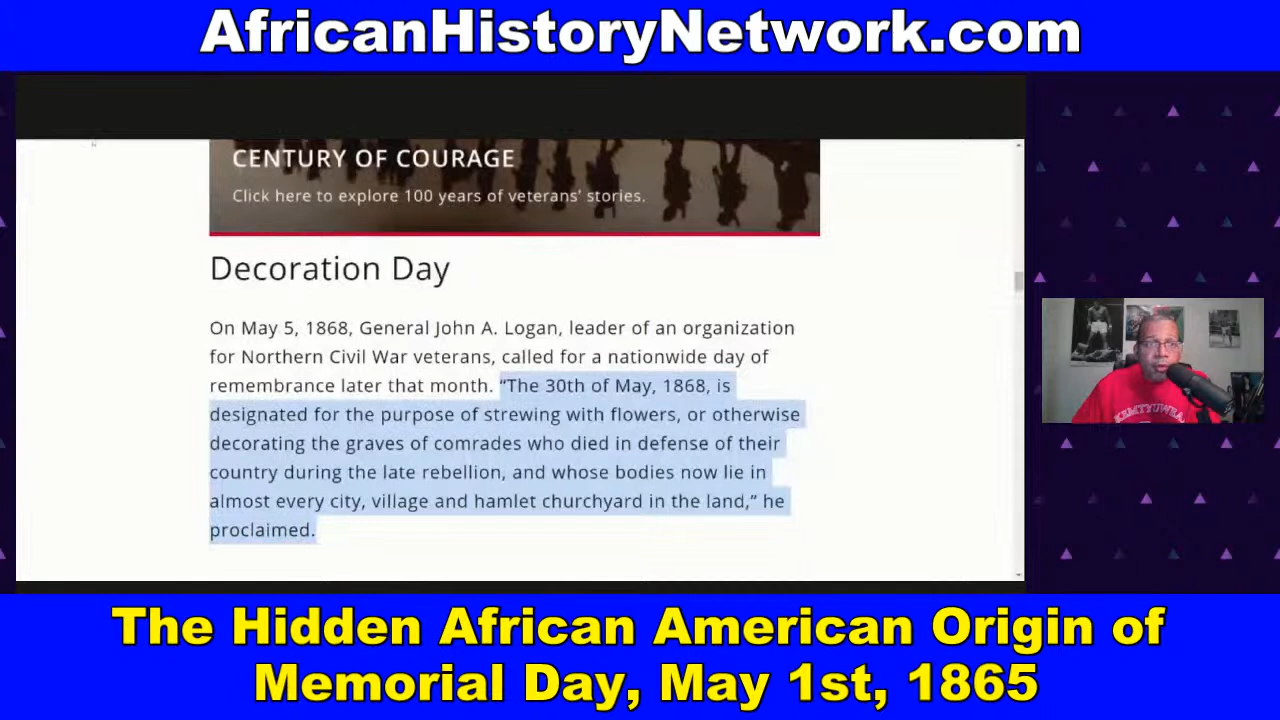 AfricanHistoryNetwork.com
CENTURY OF COURAGE
Click here to explore 100 years of veterans' stories.
Decoration Day
On May 5, 1868, General John A. Logan, leader of an organization
for Northern Civil War veterans, called for a nationwide day of
remembrance later that month. “The 30th of May, 1868, is
designated for the purpose of strewing with flowers, or otherwise
decorating the graves of comrades who died in defense of their
country during the late rebellion, and whose bodies now lie in
almost every city, village and hamlet churchyard in the land,” he
proclaimed.
The Hidden African American Origin of
Memorial Day, May 1st, 1865